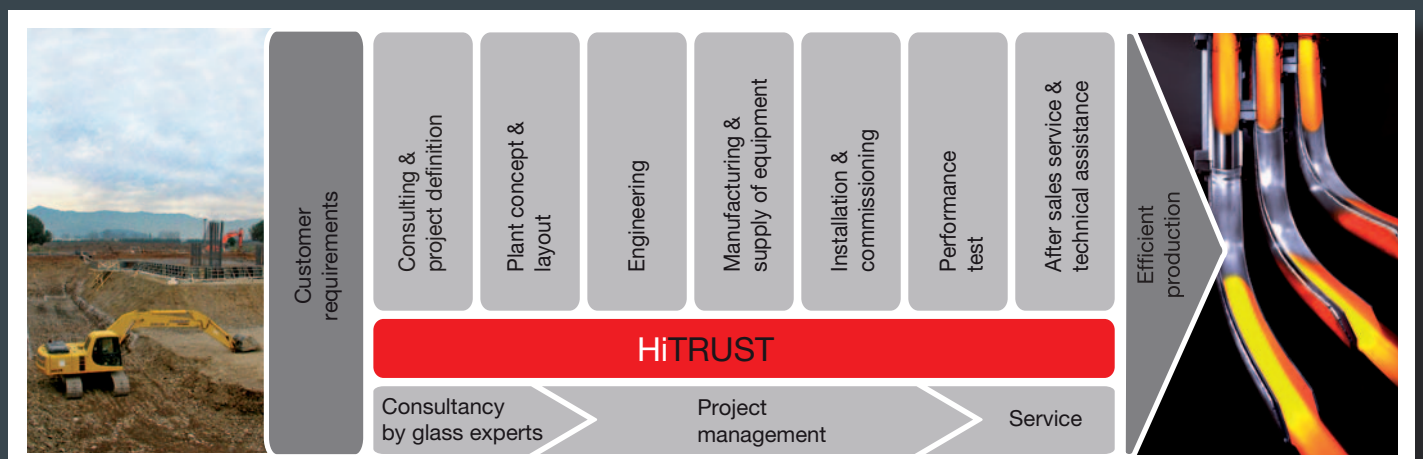 Customer
requirements
Consulting &
project definition
Plant concept &
layout
Engineering
Manufacturing &
supply of equipment
Installation &
commissioning
Performance
test
After sales service &
technical assistance
Efficient
production
HiTRUST
Consultancy
by glass experts
Project
management
Service